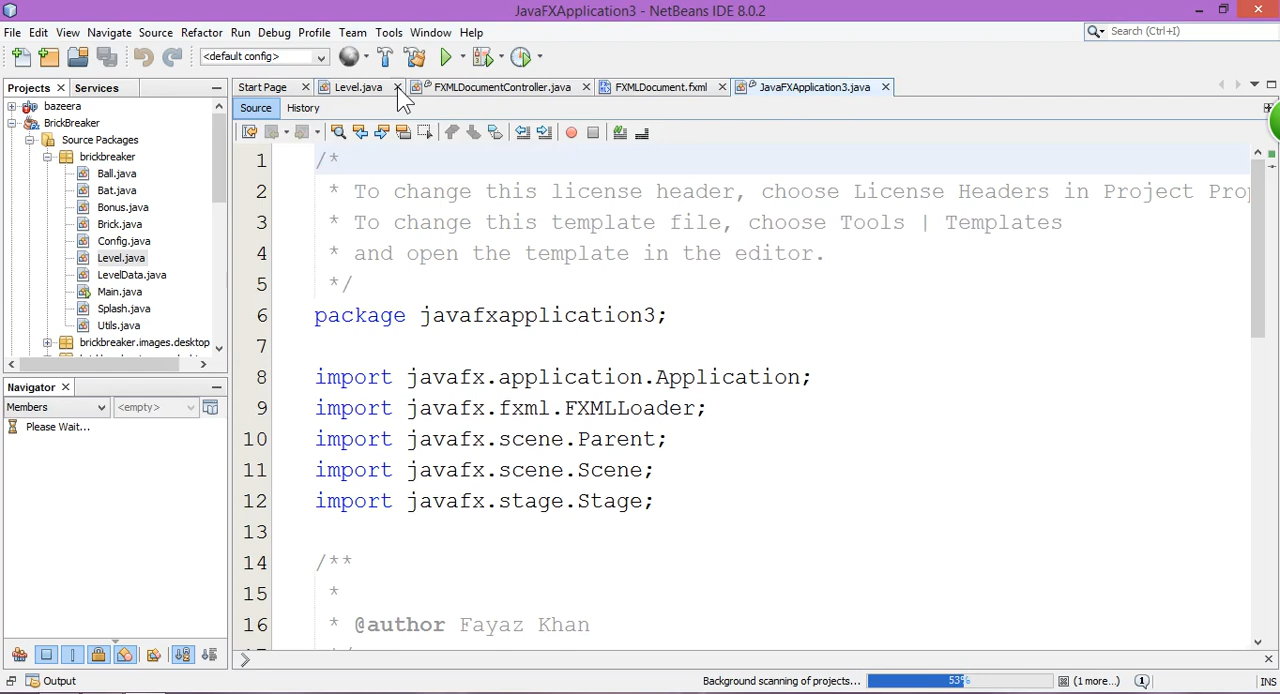 JavaFXApplication3 - NetBeans IDE 8.0.2
File Edit View Navigate Source Refactor Run Debug Profile Team Tools Window Help
Search (Ctrl+I)
<default config>
Projects Services
Start Page Level.java FXMLDocumentController.java FXMLDocument.fxml JavaFXApplication3.java
Source History
bazeera
BrickBreaker
Source Packages
brickbreaker
Ball.java
Bat.java
Bonus.java
Brick.java
Config.java
Level.java
LevelData.java
Main.java
Splash.java
Utils.java
brickbreaker.images.desktop
Navigator
Members <empty>
Please Wait...
1 /*
2 * To change this license header, choose License Headers in Project Prop
3 * To change this template file, choose Tools | Templates
4 * and open the template in the editor.
5 */
6 package javafxapplication3;
7
8 import javafx.application.Application;
9 import javafx.fxml.FXMLLoader;
10 import javafx.scene.Parent;
11 import javafx.scene.Scene;
12 import javafx.stage.Stage;
13
14 /**
15 *
16 * @author Fayaz Khan
Output
Background scanning of projects... 53% (1 more...) 1 INS